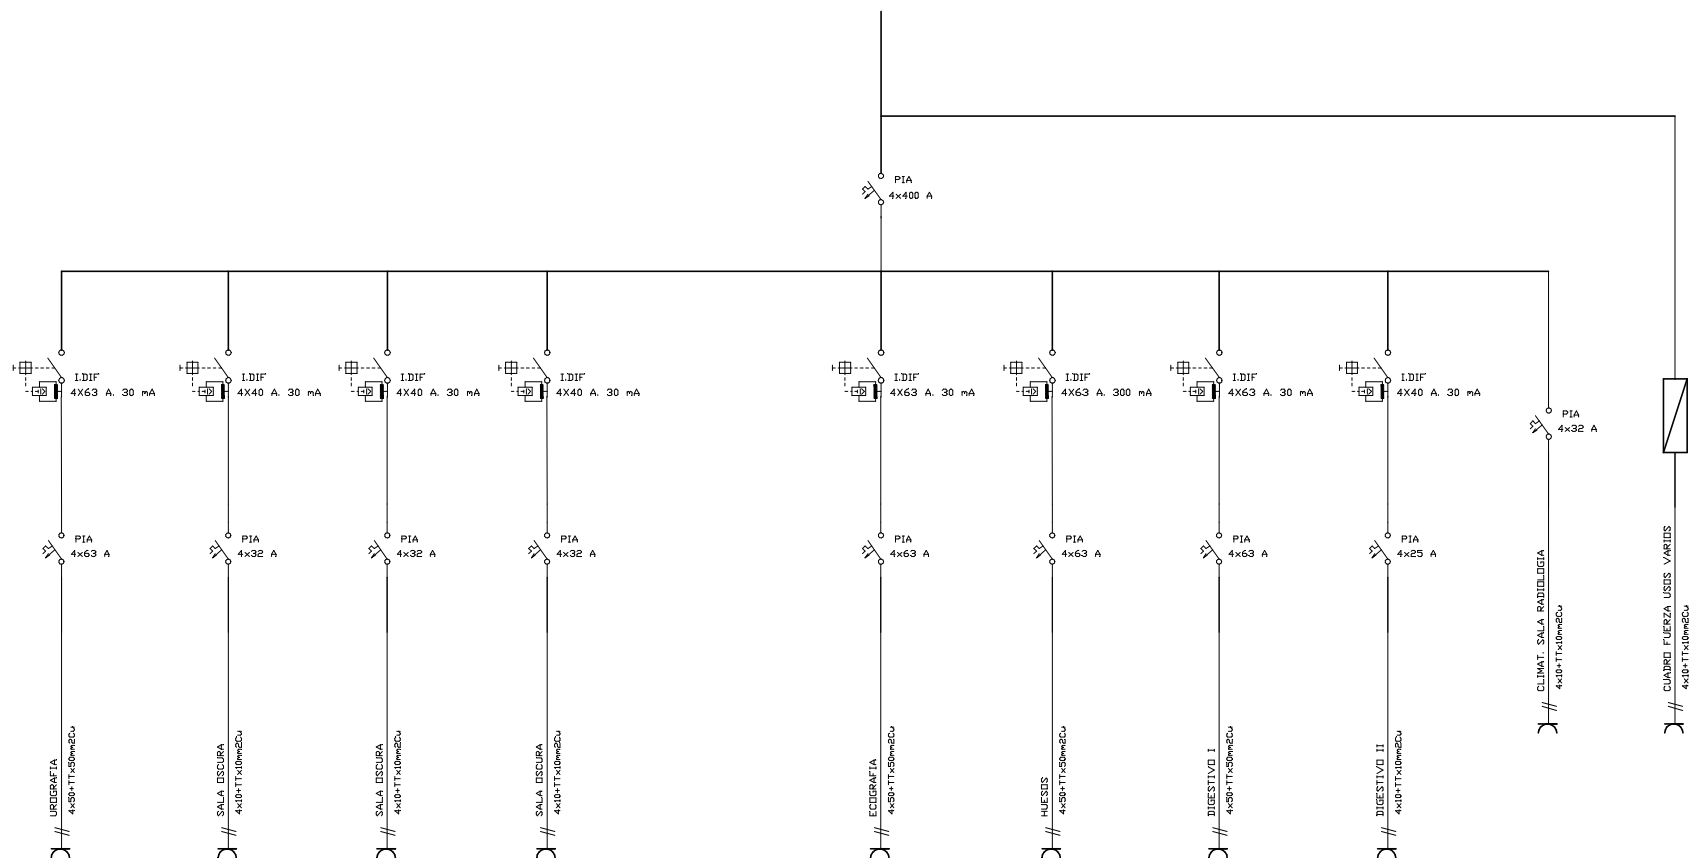 PIA
4x400 A
I.DIF
4X63 A. 30 mA
I.DIF
4X40 A. 30 mA
I.DIF
4X40 A. 30 mA
I.DIF
4X40 A. 30 mA
I.DIF
4X63 A. 30 mA
I.DIF
4X63 A. 300 mA
I.DIF
4X63 A. 30 mA
I.DIF
4X40 A. 30 mA
PIA
4x32 A
PIA
4x63 A
PIA
4x32 A
PIA
4x32 A
PIA
4x32 A
PIA
4x63 A
PIA
4x63 A
PIA
4x63 A
PIA
4x25 A
UROGRAFIA
4x50+TTx50mm2Cu
SALA OSCURA
4x10+TTx10mm2Cu
SALA OSCURA
4x10+TTx10mm2Cu
SALA OSCURA
4x10+TTx10mm2Cu
ECOGRAFIA
4x50+TTx50mm2Cu
HUESOS
4x50+TTx50mm2Cu
DIGESTIVO I
4x50+TTx50mm2Cu
DIGESTIVO II
4x10+TTx10mm2Cu
CLIMAT. SALA RADIOLOGIA
4x10+TTx10mm2Cu
CUADRO FUERZA USOS VARIOS
4x10+TTx10mm2Cu